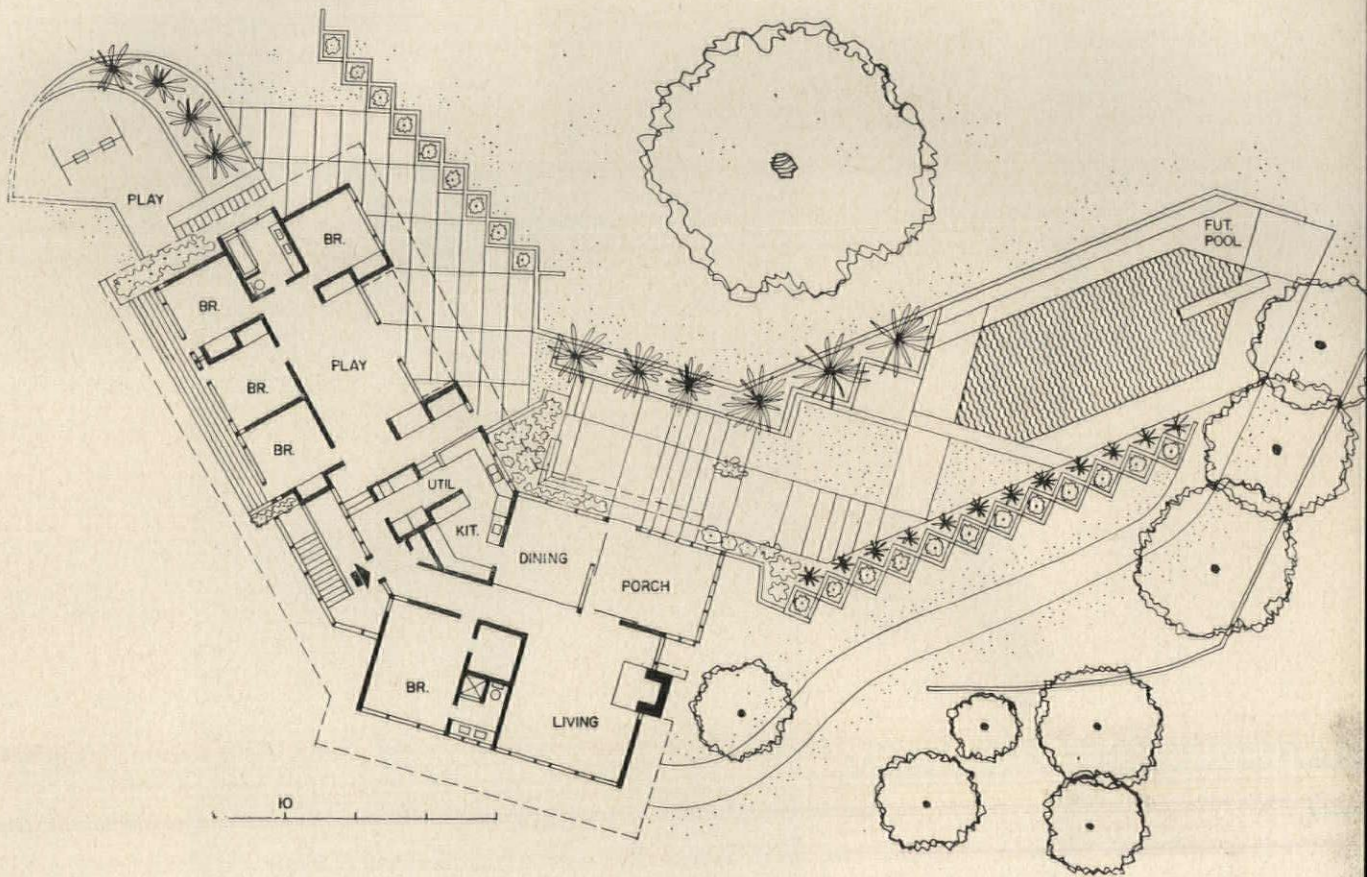 FUT.
POOL
PLAY
BR.
BR.
PLAY
BR.
BR.
UTIL
KIT.
DINING
PORCH
BR.
LIVING
10